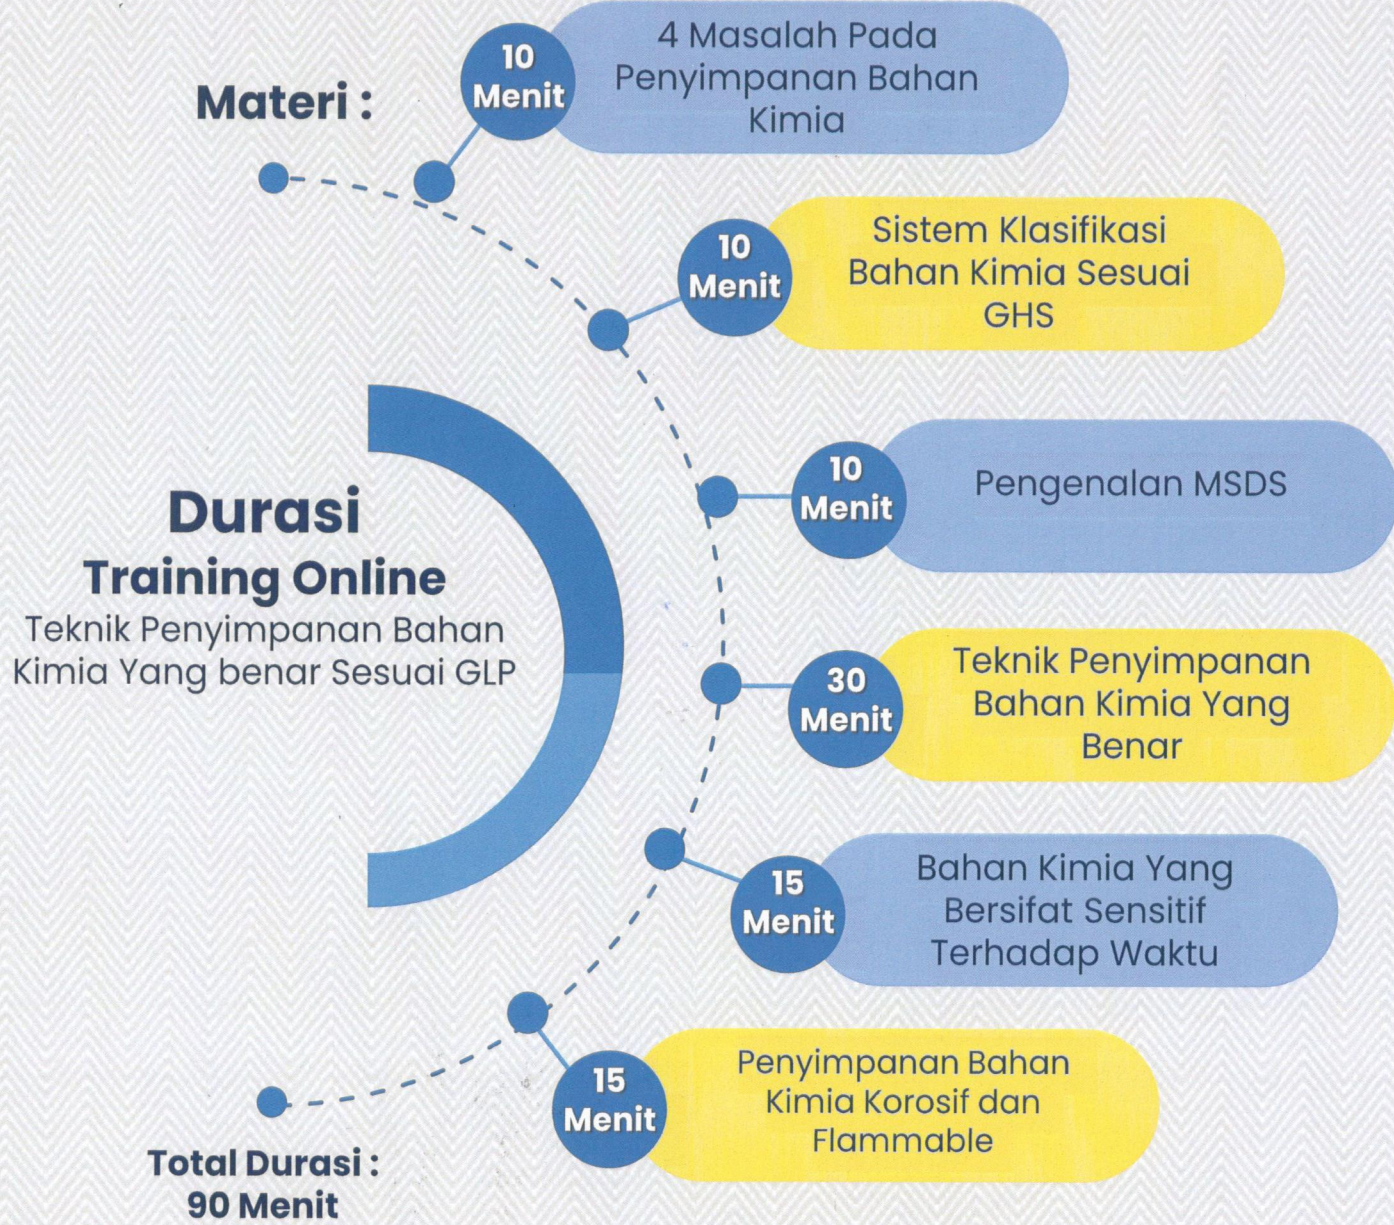 Materi :
10
Menit
4 Masalah Pada
Penyimpanan Bahan
Kimia
10
Menit
Sistem Klasifikasi
Bahan Kimia Sesuai
GHS
10
Menit
Pengenalan MSDS
Durasi
Training Online
Teknik Penyimpanan Bahan
Kimia Yang benar Sesuai GLP
30
Menit
Teknik Penyimpanan
Bahan Kimia Yang
Benar
15
Menit
Bahan Kimia Yang
Bersifat Sensitif
Terhadap Waktu
15
Menit
Penyimpanan Bahan
Kimia Korosif dan
Flammable
Total Durasi :
90 Menit